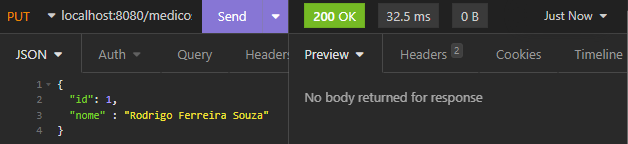 PUT localhost:8080/medico Send 200 OK 32.5 ms 0 B Just Now
JSON Auth Query Headers Preview Headers 2 Cookies Timeline
1 {
2 "id": 1,
3 "nome" : "Rodrigo Ferreira Souza"
4 }
No body returned for response